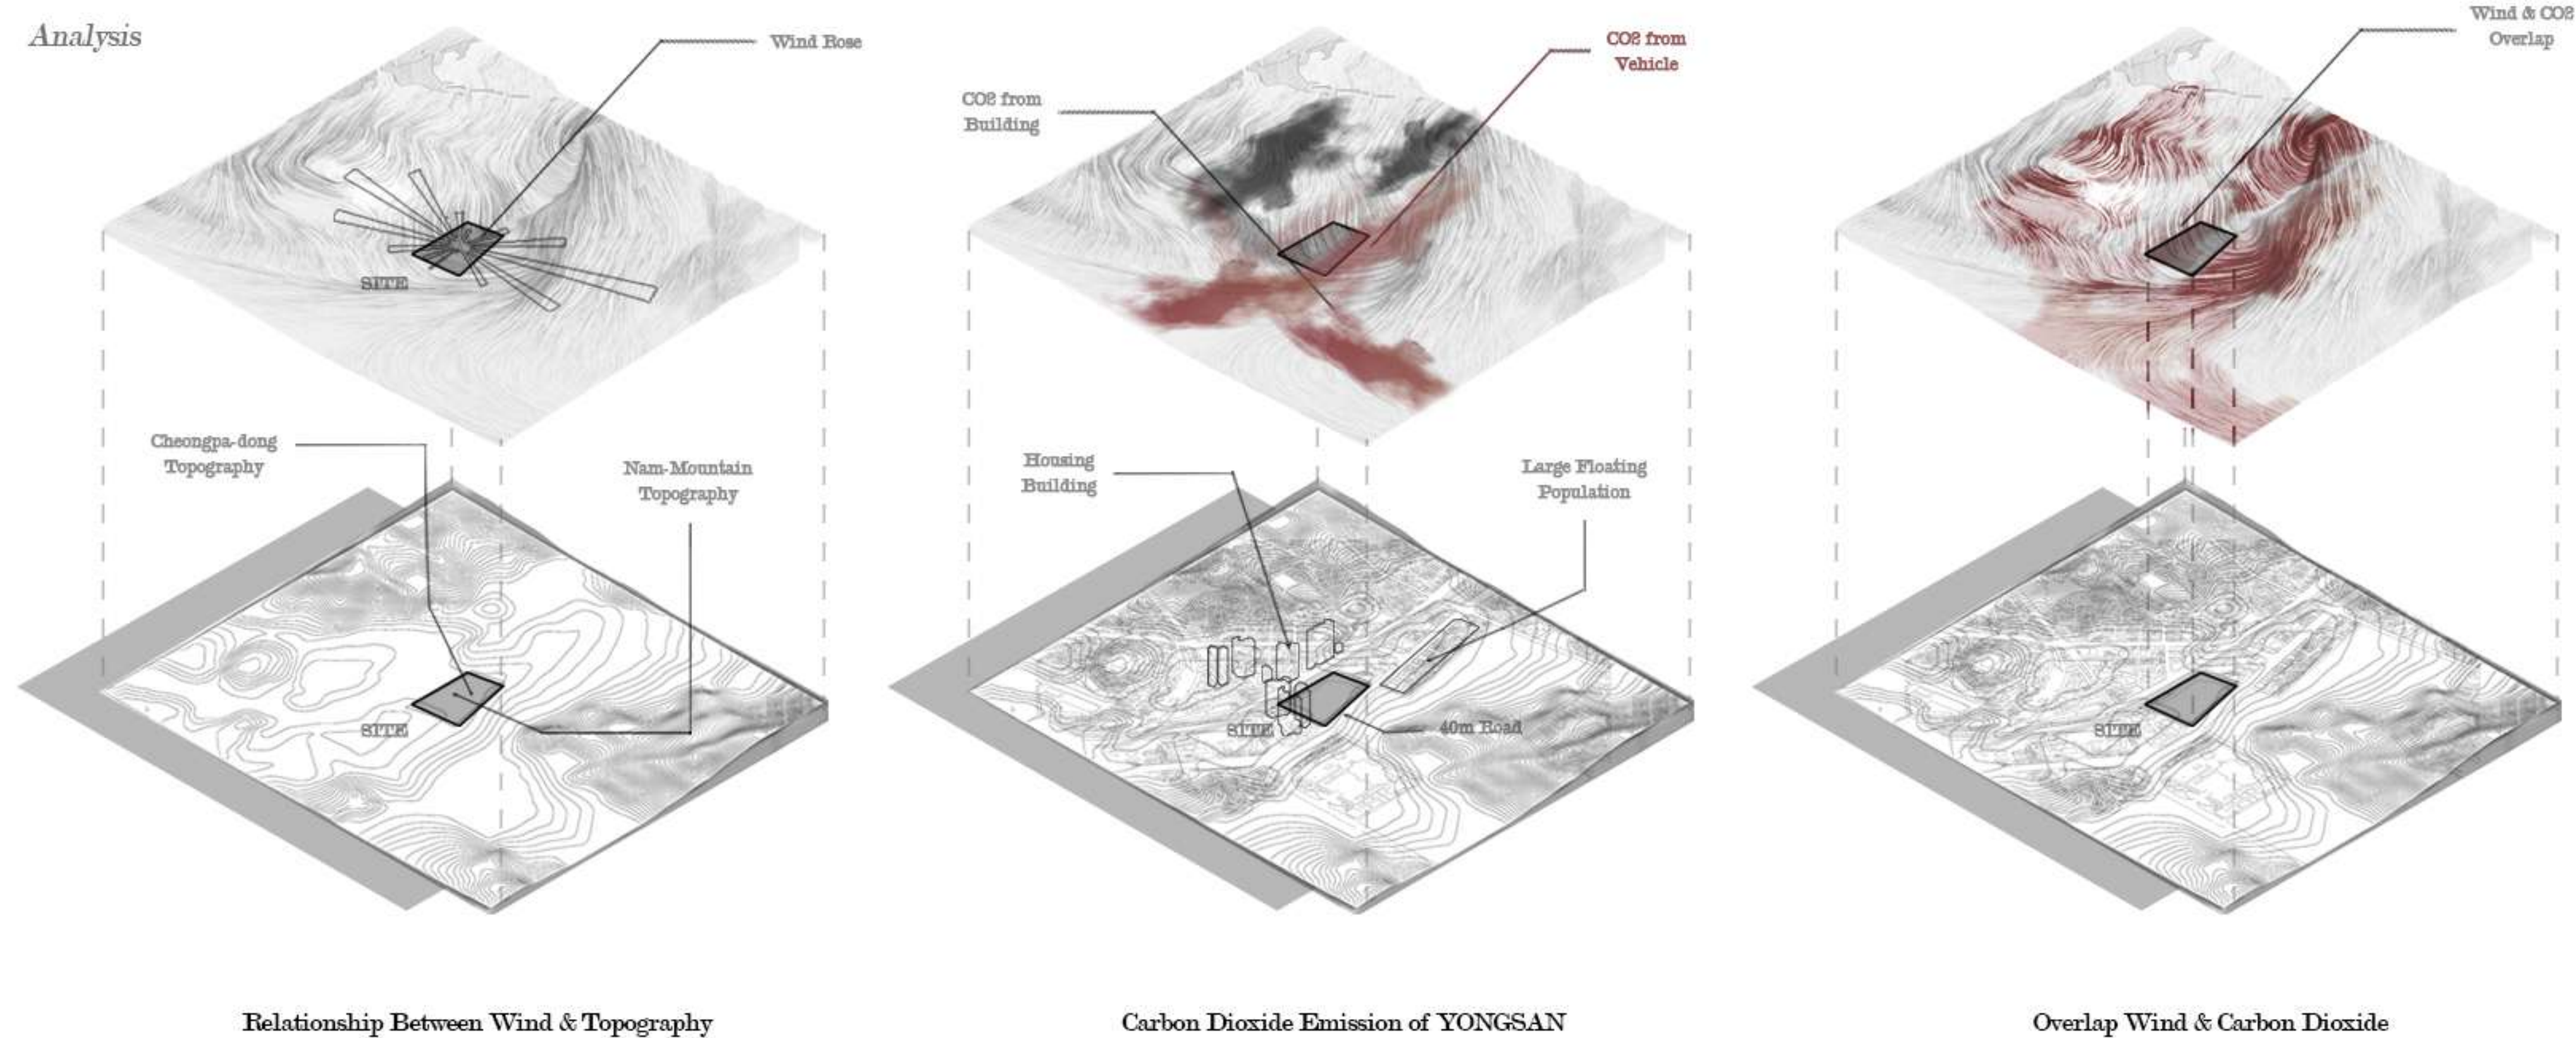 Analysis
Wind Rose
SITE
Cheongpa-dong
Topography
Nam-Mountain
Topography
SITE
Relationship Between Wind & Topography
CO2 from
Building
CO2 from
Vehicle
Housing
Building
Large Floating
Population
SITE
40m Road
Carbon Dioxide Emission of YONGSAN
Wind & CO2
Overlap
SITE
Overlap Wind & Carbon Dioxide